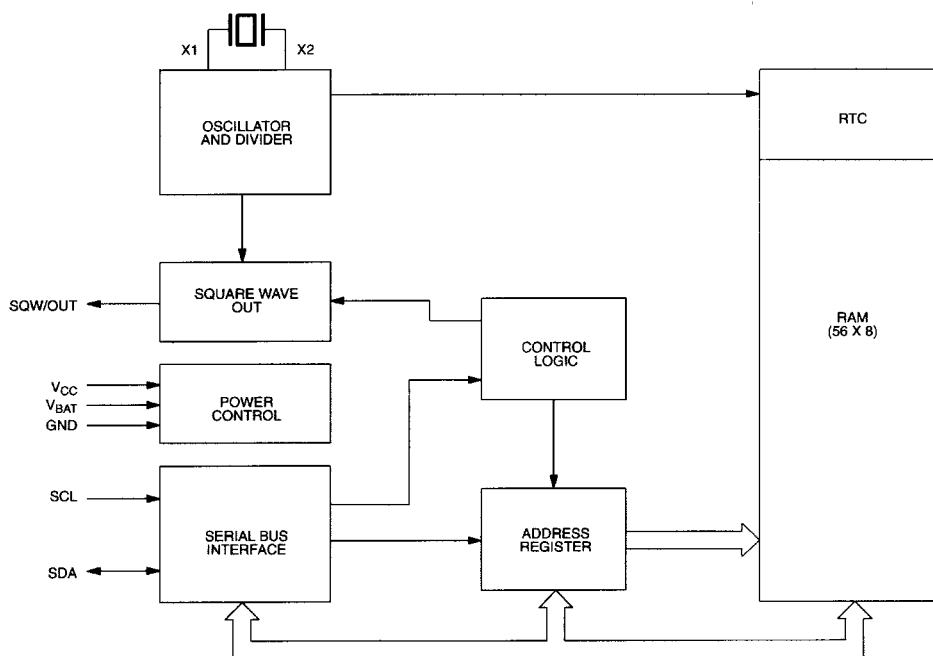 X1
X2
OSCILLATOR
AND DIVIDER
RTC
SQUARE WAVE
OUT
SQW/OUT
CONTROL
LOGIC
RAM
(56 X 8)
VCC
VBAT
GND
POWER
CONTROL
SCL
SERIAL BUS
INTERFACE
ADDRESS
REGISTER
SDA